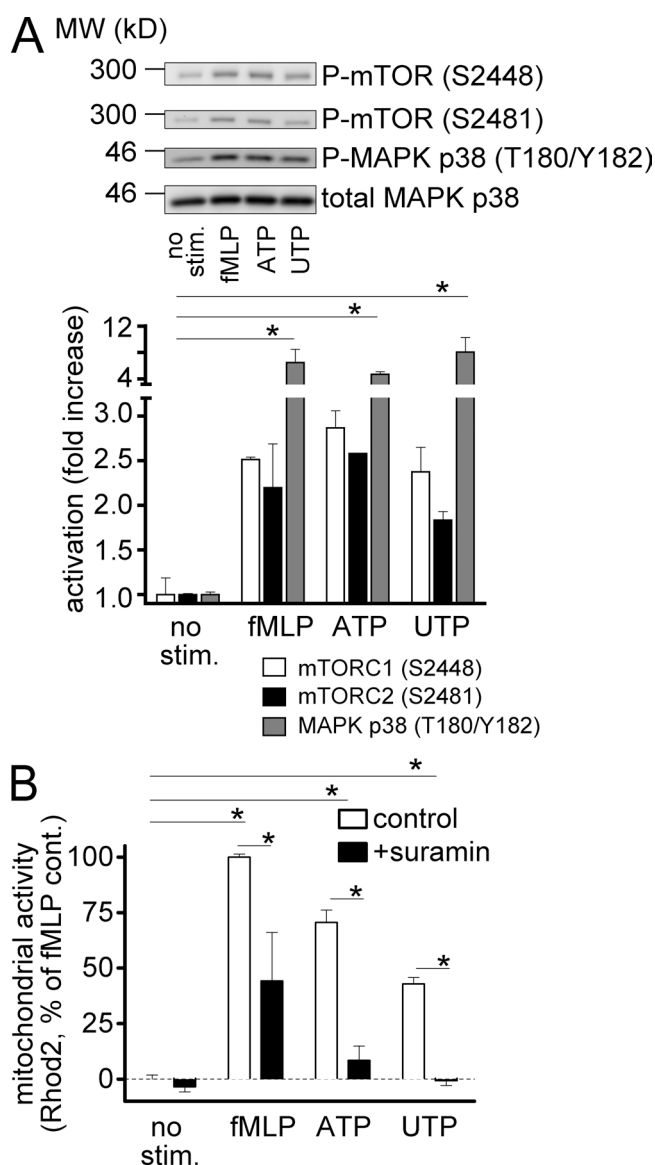 A MW (kD)
300 P-mTOR (S2448)
300 P-mTOR (S2481)
46 P-MAPK p38 (T180/Y182)
46 total MAPK p38
no stim. fMLP ATP UTP
* * *
activation (fold increase)
12
4
3.0
2.5
2.0
1.5
1.0
no stim. fMLP ATP UTP
mTORC1 (S2448)
mTORC2 (S2481)
MAPK p38 (T180/Y182)
B
* * *
* * *
control
+suramin
mitochondrial activity
(Rhod2, % of fMLP cont.)
100
75
50
25
0
no stim. fMLP ATP UTP